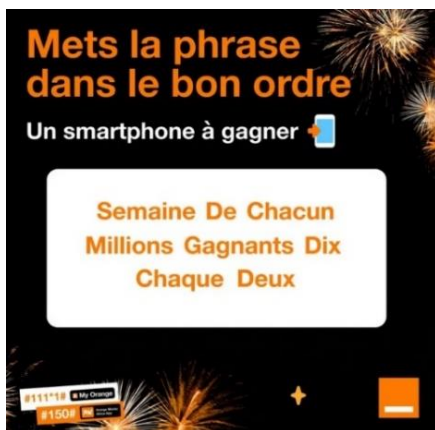 Mets la phrase
dans le bon ordre
Un smartphone à gagner
Semaine De Chacun
Millions Gagnants Dix
Chaque Deux
#111*1# My Orange
#150#